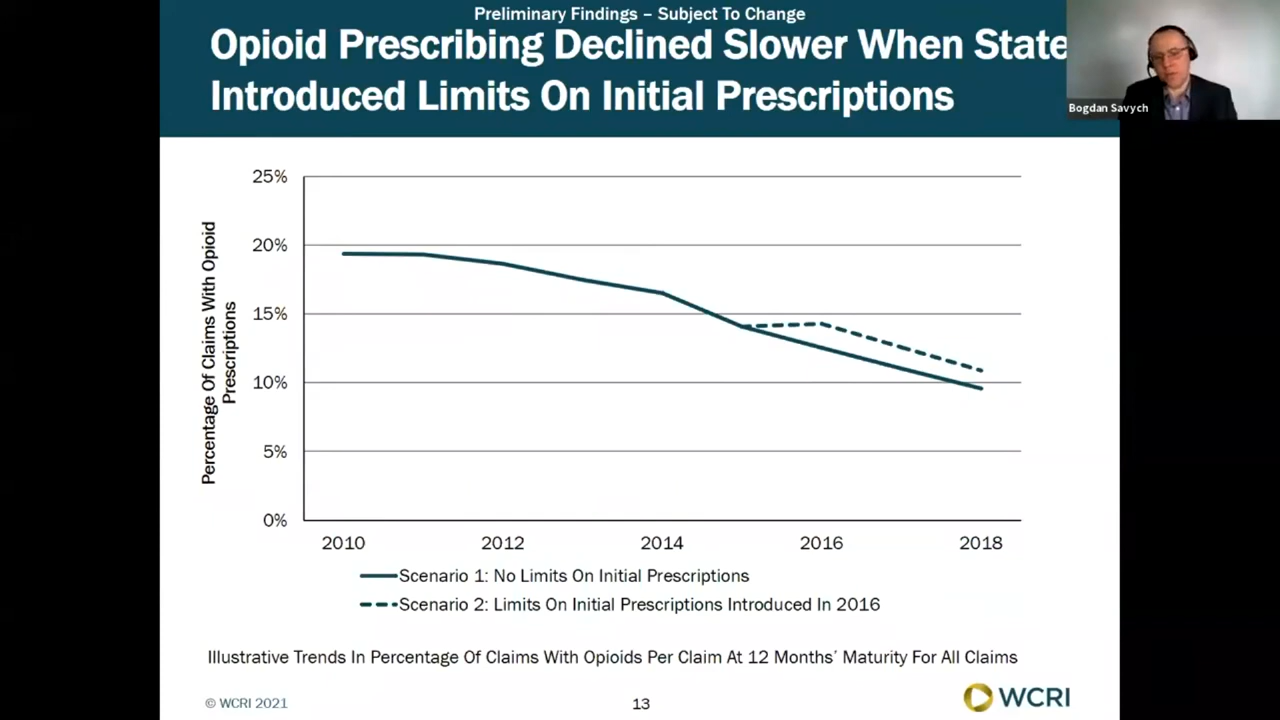 Preliminary Findings – Subject To Change
Opioid Prescribing Declined Slower When State
Introduced Limits On Initial Prescriptions
Bogdan Savych
25%
20%
15%
10%
5%
0%
Percentage Of Claims With Opioid
Prescriptions
2010 2012 2014 2016 2018
Scenario 1: No Limits On Initial Prescriptions
Scenario 2: Limits On Initial Prescriptions Introduced In 2016
Illustrative Trends In Percentage Of Claims With Opioids Per Claim At 12 Months’ Maturity For All Claims
© WCRI 2021
13
WCRI